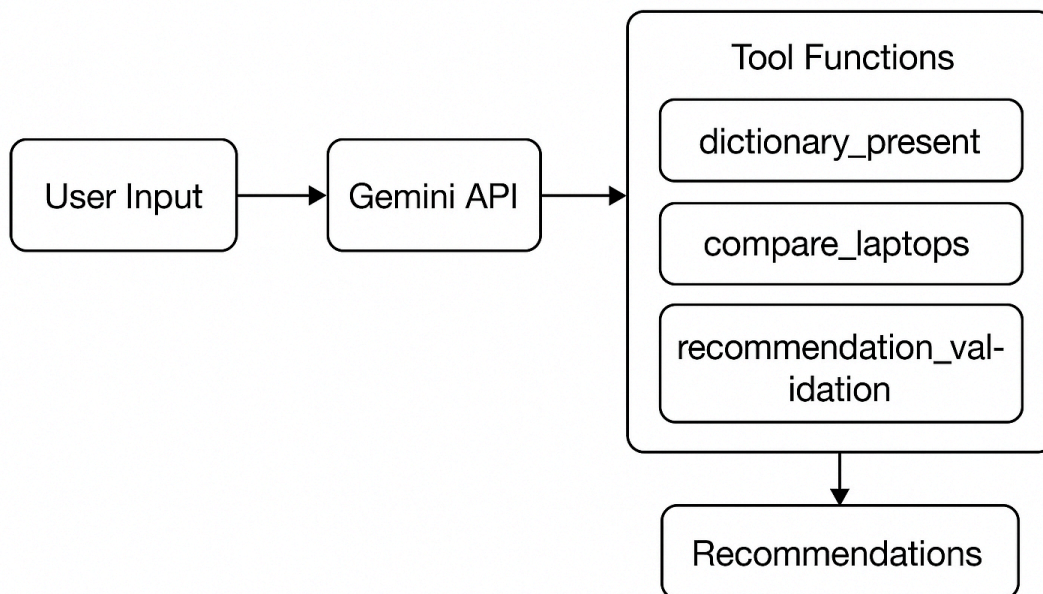 User Input
Gemini API
Tool Functions
dictionary_present
compare_laptops
recommendation_val-
idation
Recommendations